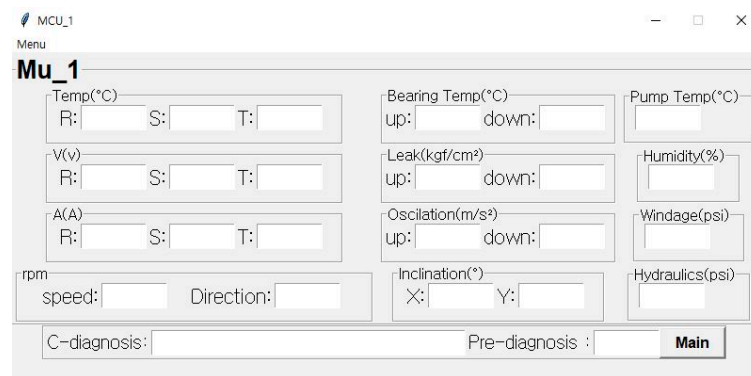 MCU_1
Menu
Mu_1
Temp(°C) Bearing Temp(°C) Pump Temp(°C)
R: S: T: up: down:
V(v) Leak(kgf/cm²) Humidity(%)
R: S: T: up: down:
A(A) Oscilation(m/s²) Windage(psi)
R: S: T: up: down:
rpm Inclination(°) Hydraulics(psi)
speed: Direction: X: Y:
C-diagnosis: Pre-diagnosis : Main